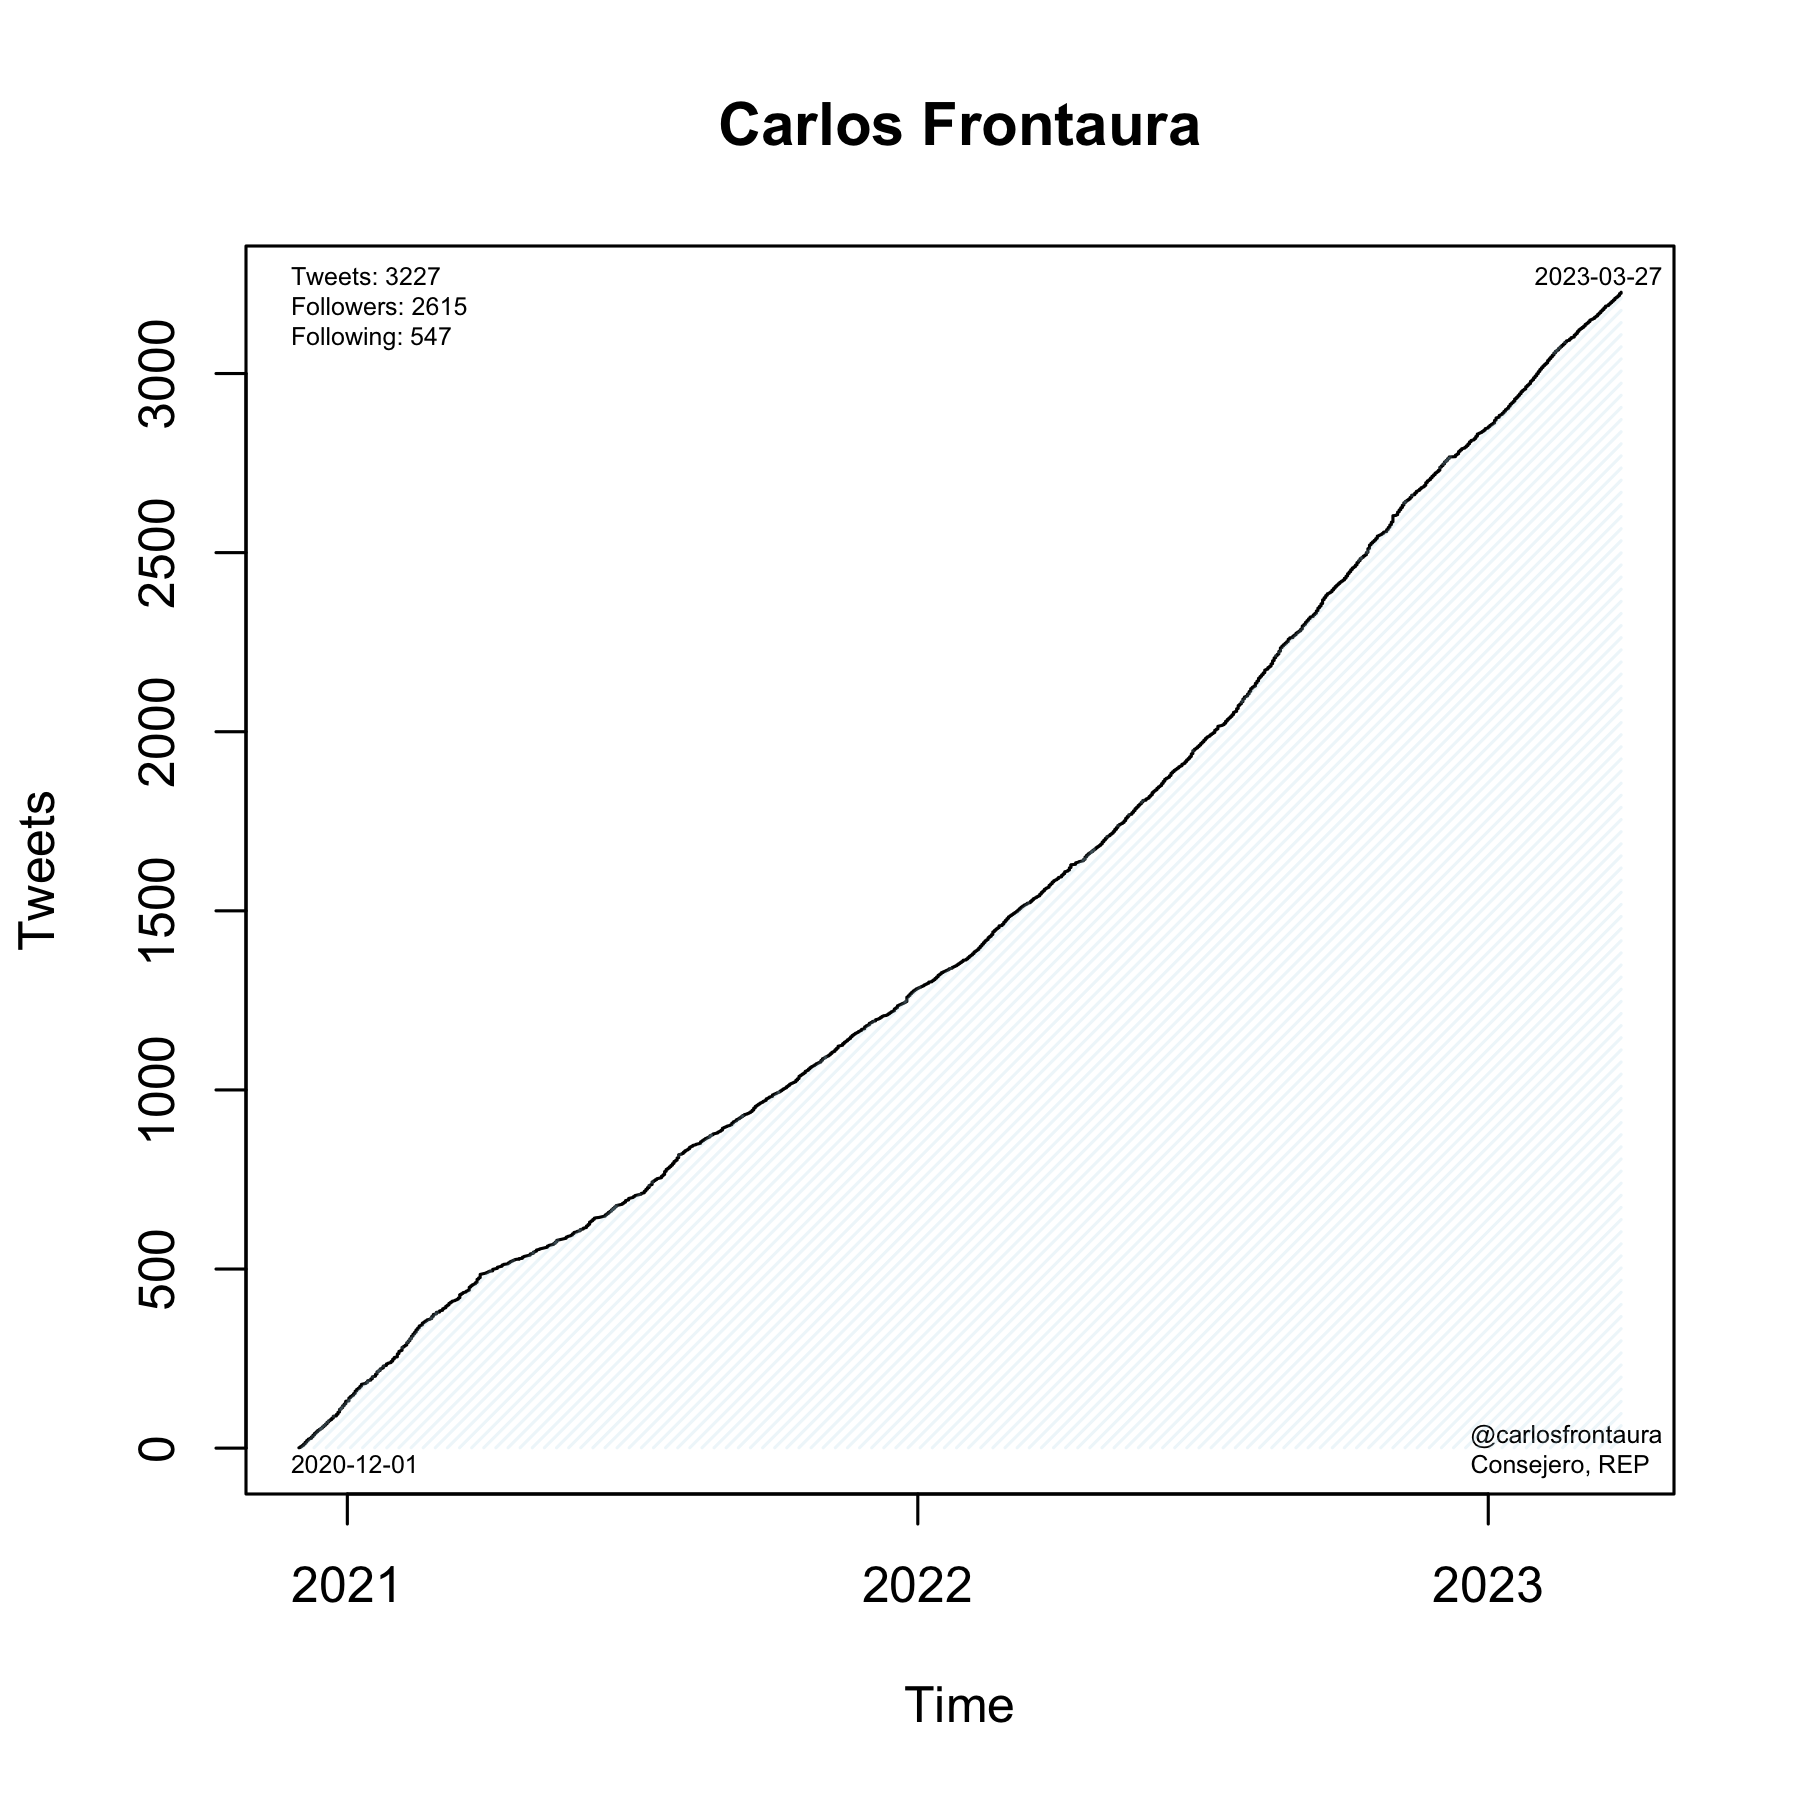 Carlos Frontaura
Tweets: 3227
Followers: 2615
Following: 547
2023-03-27
3000
2500
2000
1500
1000
500
0
Tweets
@carlosfrontaura
Consejero, REP
2020-12-01
2021
2022
2023
Time